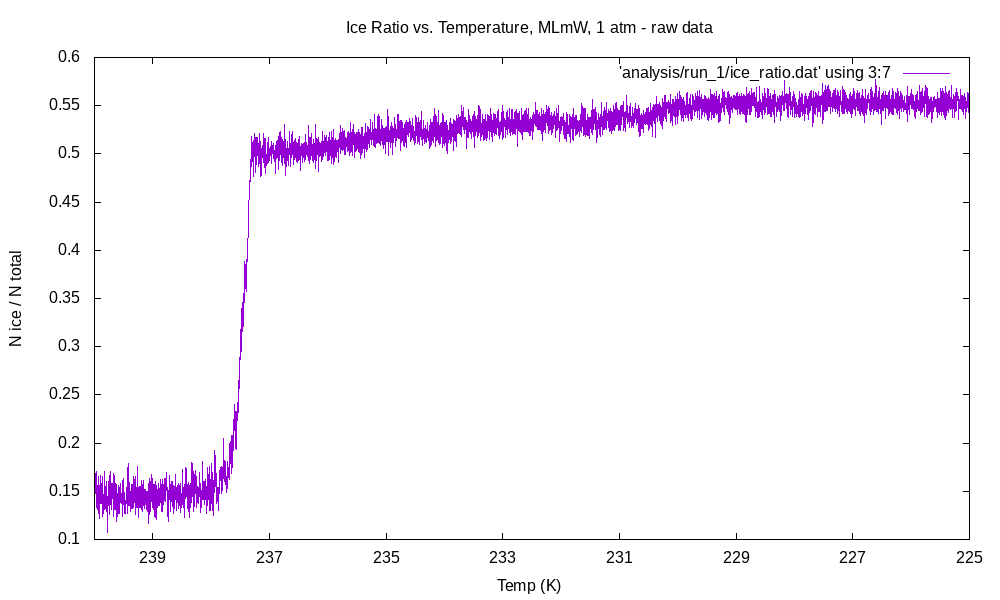 Ice Ratio vs. Temperature, MLmW, 1 atm - raw data
'analysis/run_1/ice_ratio.dat' using 3:7
N ice / N total
0.6
0.55
0.5
0.45
0.4
0.35
0.3
0.25
0.2
0.15
0.1
239 237 235 233 231 229 227 225
Temp (K)